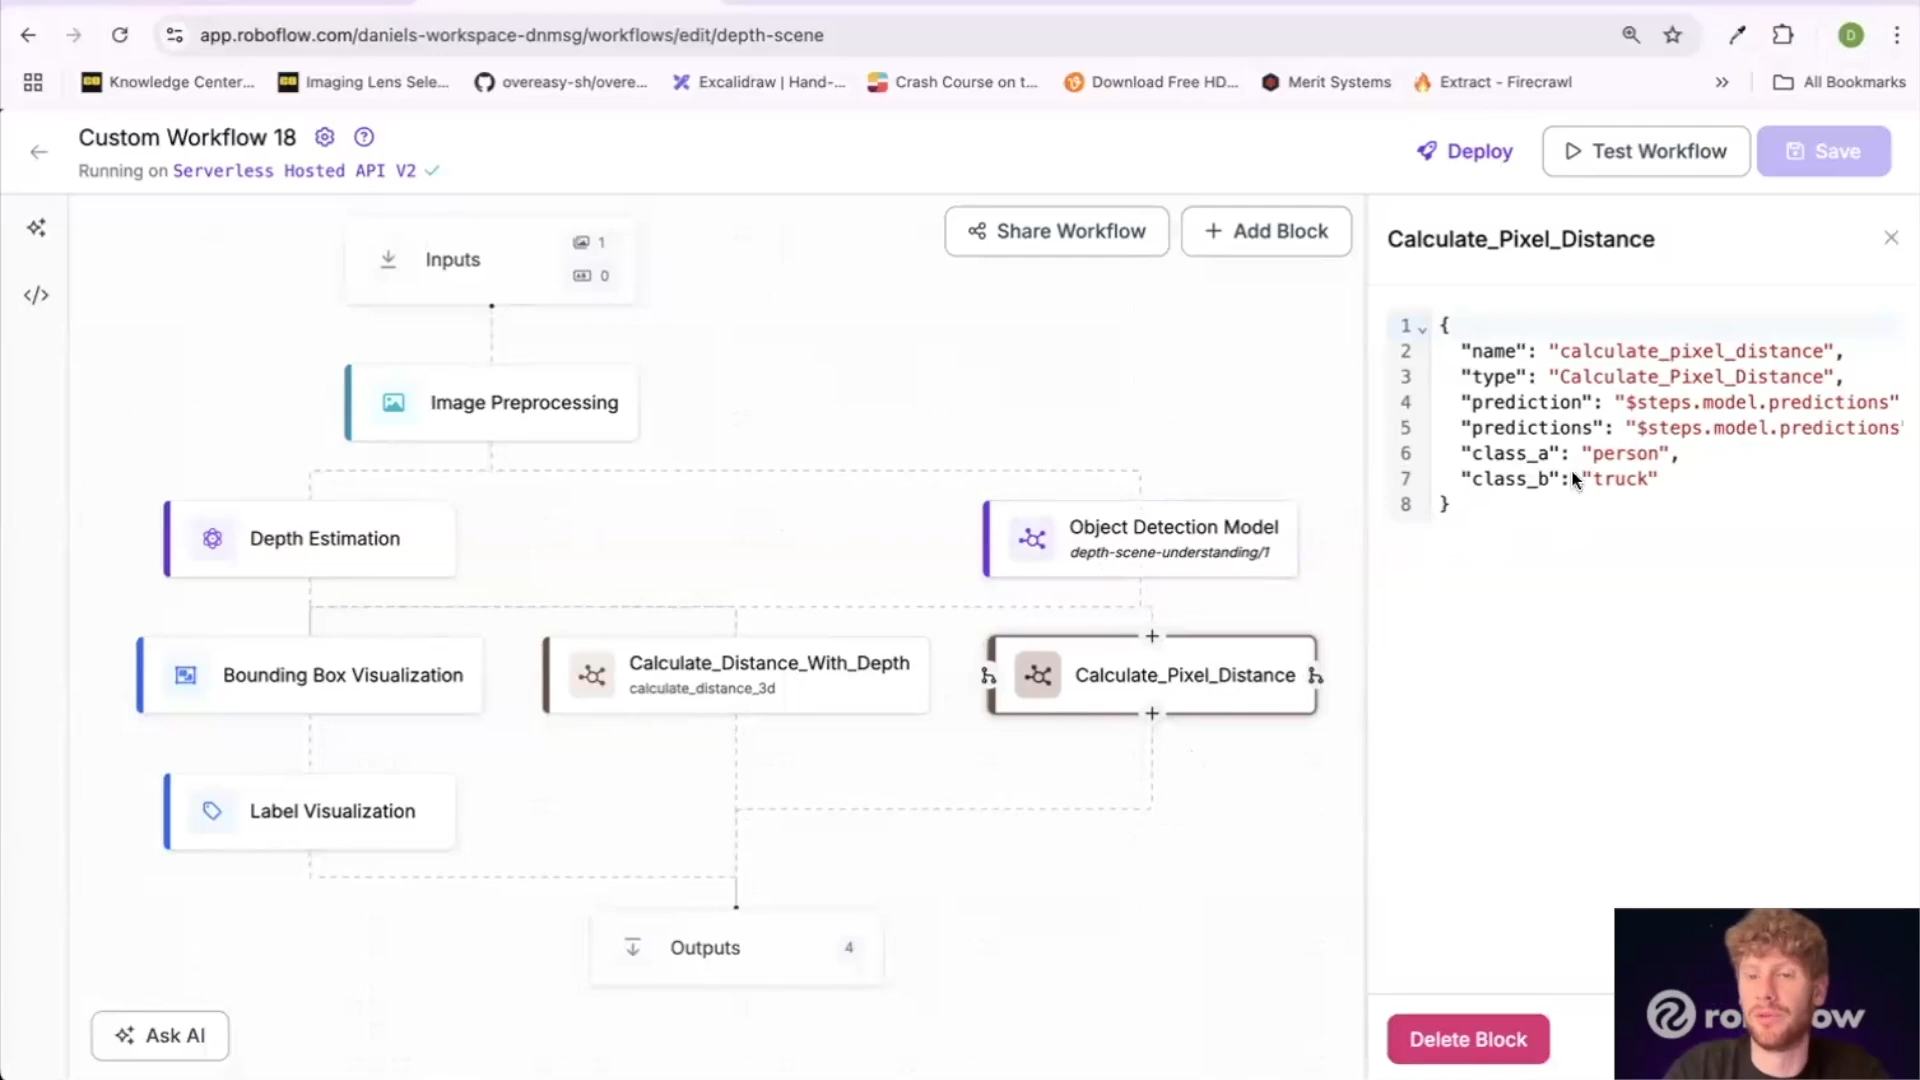 app.roboflow.com/daniels-workspace-dnmsg/workflows/edit/depth-scene
D
Knowledge Center...
Imaging Lens Sele...
overeasy-sh/overe...
Excalidraw | Hand-...
Crash Course on t...
Download Free HD...
Merit Systems
Extract - Firecrawl
All Bookmarks
Custom Workflow 18
Running on Serverless Hosted API V2
Deploy
Test Workflow
Save
Share Workflow
Add Block
Inputs
1
0
Image Preprocessing
Depth Estimation
Object Detection Model
depth-scene-understanding/1
Bounding Box Visualization
Calculate_Distance_With_Depth
calculate_distance_3d
Calculate_Pixel_Distance
Label Visualization
Outputs
4
Ask AI
Calculate_Pixel_Distance
1 {
2 "name": "calculate_pixel_distance",
3 "type": "Calculate_Pixel_Distance",
4 "prediction": "$steps.model.predictions"
5 "predictions": "$steps.model.predictions
6 "class_a": "person",
7 "class_b": "truck"
8 }
Delete Block